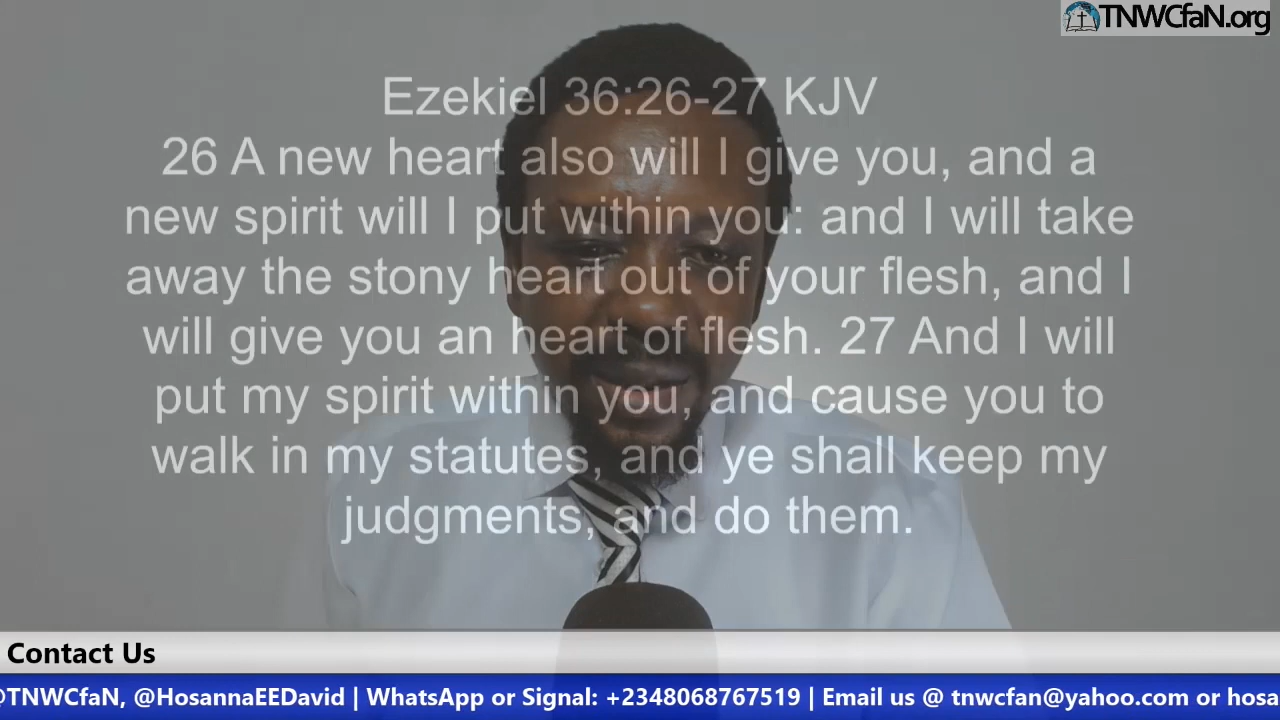 TNWCfaN.org
Ezekiel 36:26-27 KJV
26 A new heart also will I give you, and a
new spirit will I put within you: and I will take
away the stony heart out of your flesh, and I
will give you an heart of flesh. 27 And I will
put my spirit within you, and cause you to
walk in my statutes, and ye shall keep my
judgments, and do them.
Contact Us
@TNWCfaN, @HosannaEEDavid | WhatsApp or Signal: +2348068767519 | Email us @ tnwcfan@yahoo.com or hosa